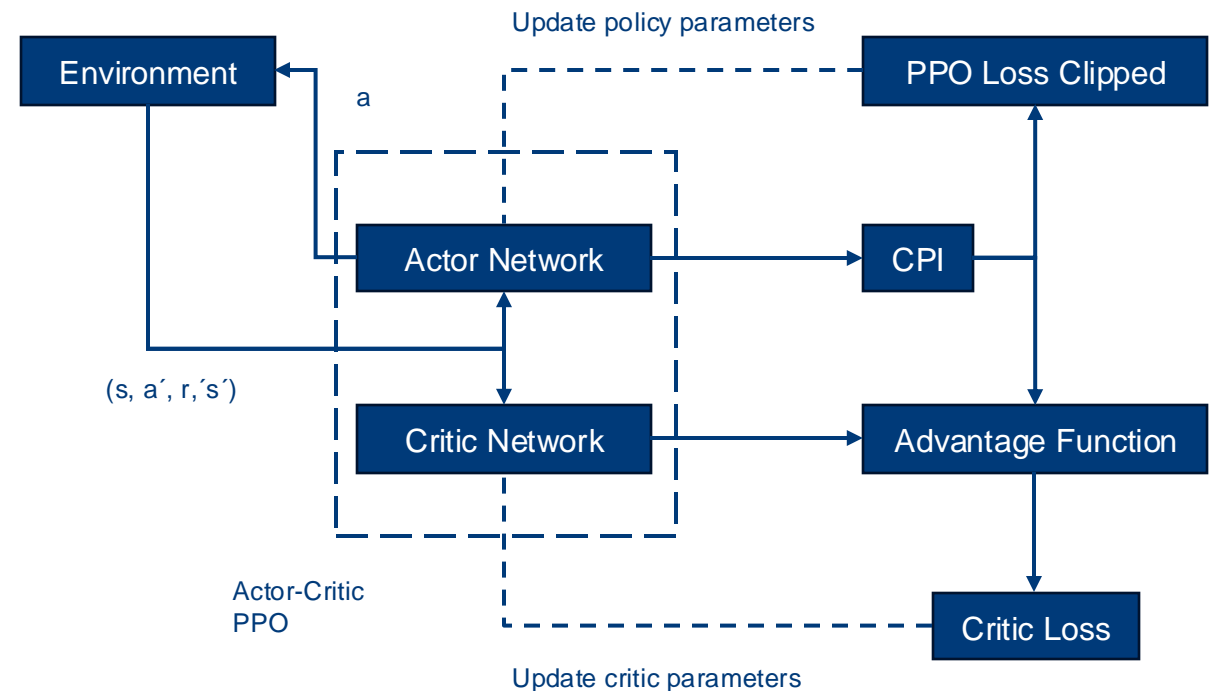 Update policy parameters
Environment
PPO Loss Clipped
a
Actor Network
CPI
(s, a´, r,´s´)
Critic Network
Advantage Function
Actor-Critic
PPO
Critic Loss
Update critic parameters